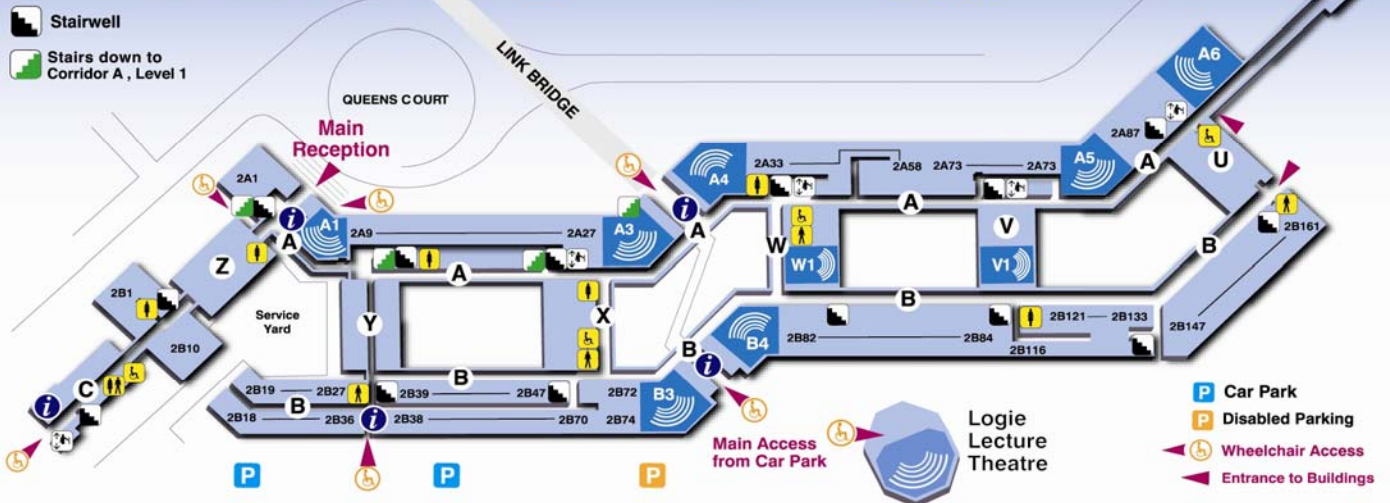 Stairwell
Stairs down to
Corridor A , Level 1
QUEENS COURT
LINK BRIDGE
Main
Reception
A6
2A87
A
U
2A1
A4
2A33
2A58
2A73
2A73
A5
A
i
A1
2A9
2A27
A3
i
A
A
W
V
B
2B161
Z
A
W1
V1
2B1
Service
Yard
Y
X
B
2B10
B4
2B82
2B84
2B121
2B133
2B147
2B116
C
i
B
B
i
2B19
2B27
2B39
2B47
2B72
B3
B
2B18
2B36
i
2B38
2B70
2B74
Main Access
from Car Park
Logie
Lecture
Theatre
P
P
P
P Car Park
P Disabled Parking
Wheelchair Access
Entrance to Buildings